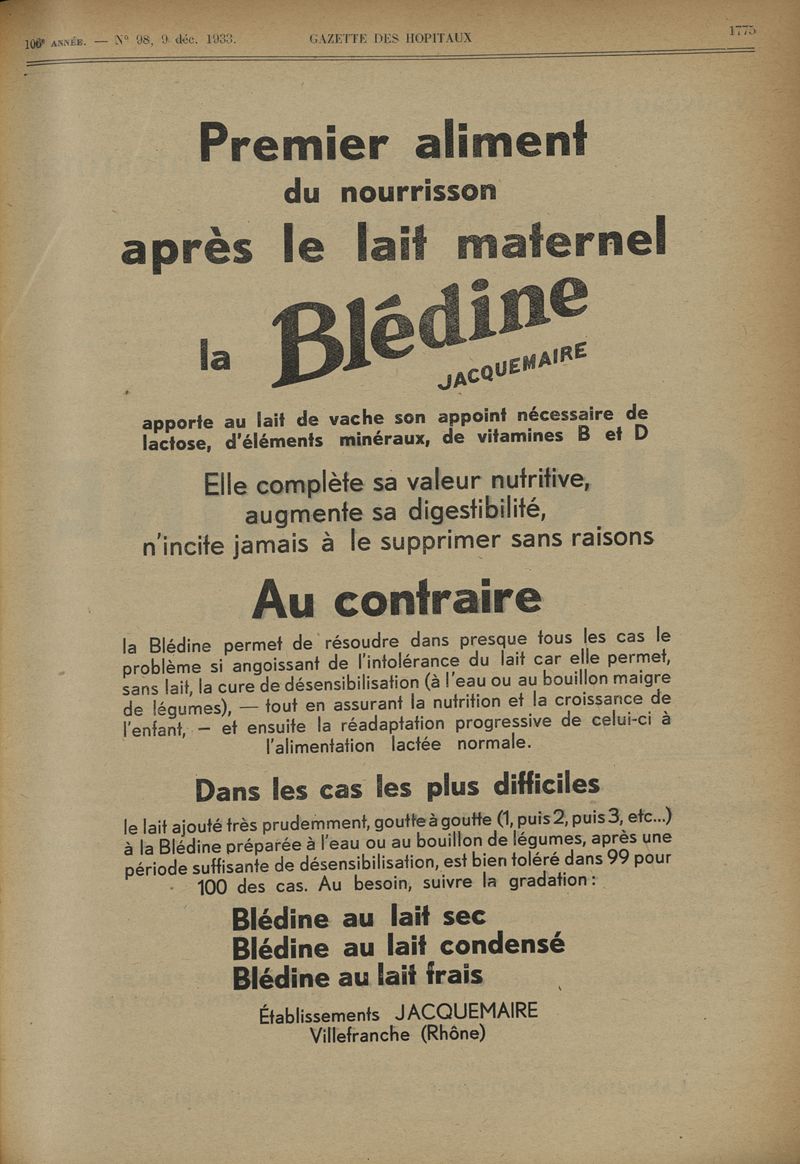 106e ANNÉE. — N° 98, 9 déc. 1933.
GAZETTE DES HOPITAUX
1775
Premier aliment
du nourrisson
après le lait maternel
la Blédine
JACQUEMAIRE
apporte au lait de vache son appoint nécessaire de
lactose, d'éléments minéraux, de vitamines B et D
Elle complète sa valeur nutritive,
augmente sa digestibilité,
n'incite jamais à le supprimer sans raisons
Au contraire
la Blédine permet de résoudre dans presque tous les cas le
problème si angoissant de l'intolérance du lait car elle permet,
sans lait, la cure de désensibilisation (à l'eau ou au bouillon maigre
de légumes), — tout en assurant la nutrition et la croissance de
l'enfant, — et ensuite la réadaptation progressive de celui-ci à
l'alimentation lactée normale.
Dans les cas les plus difficiles
le lait ajouté très prudemment, goutte à goutte (1, puis 2, puis 3, etc...)
à la Blédine préparée à l'eau ou au bouillon de légumes, après une
période suffisante de désensibilisation, est bien toléré dans 99 pour
100 des cas. Au besoin, suivre la gradation :
Blédine au lait sec
Blédine au lait condensé
Blédine au lait frais
Établissements JACQUEMAIRE
Villefranche (Rhône)